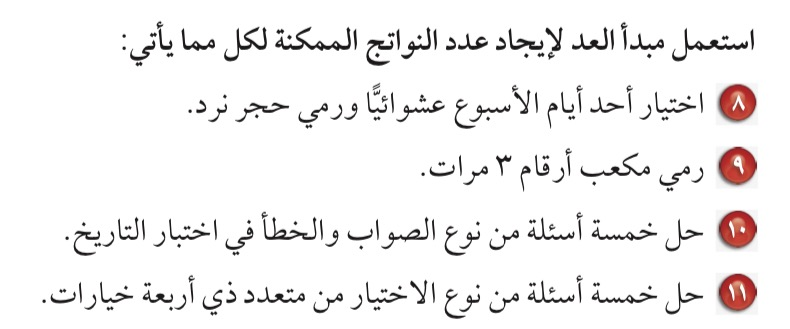 استعمل مبدأ العد لإيجاد عدد النواتج الممكنة لكل مما يأتي:
٨ اختيار أحد أيام الأسبوع عشوائيًّا ورمي حجر نرد.
٩ رمي مكعب أرقام ٣ مرات.
١٠ حل خمسة أسئلة من نوع الصواب والخطأ في اختبار التاريخ.
١١ حل خمسة أسئلة من نوع الاختيار من متعدد ذي أربعة خيارات.